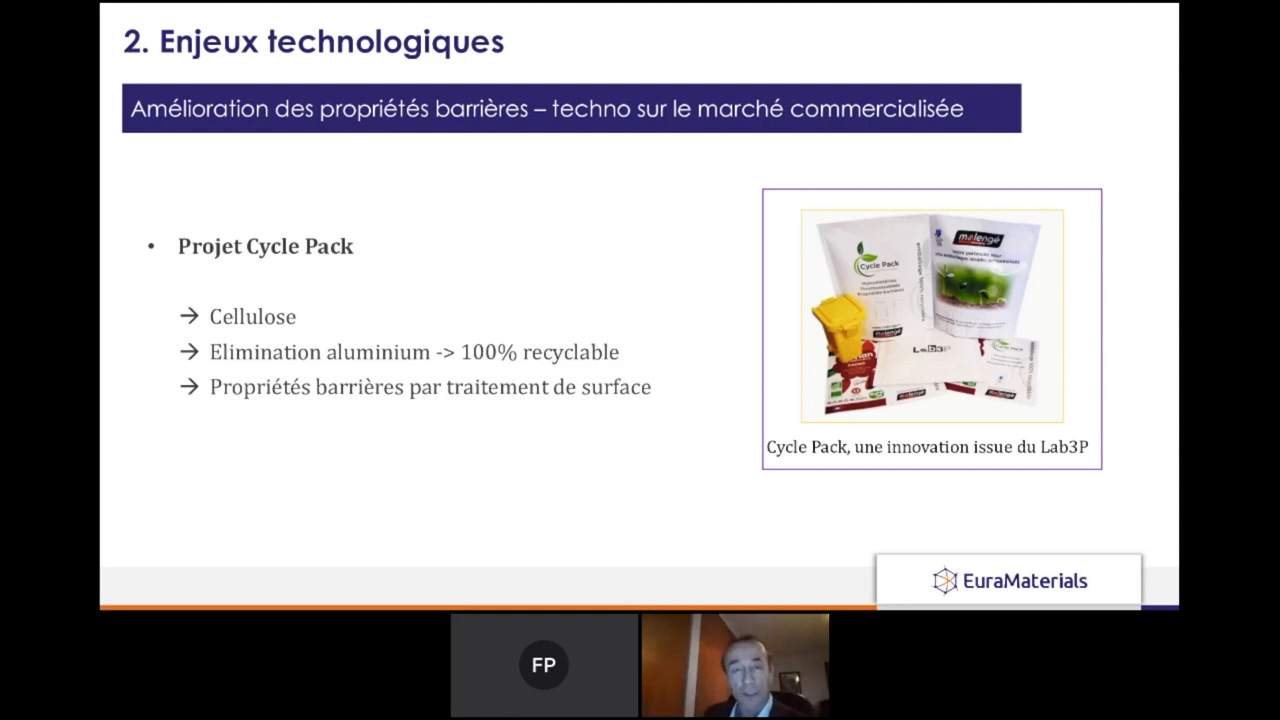 2. Enjeux technologiques
Amélioration des propriétés barrières – techno sur le marché commercialisée
• Projet Cycle Pack
→ Cellulose
→ Elimination aluminium -> 100% recyclable
→ Propriétés barrières par traitement de surface
Cycle Pack
molengé
Lab3P
Cycle Pack, une innovation issue du Lab3P
EuraMaterials
FP